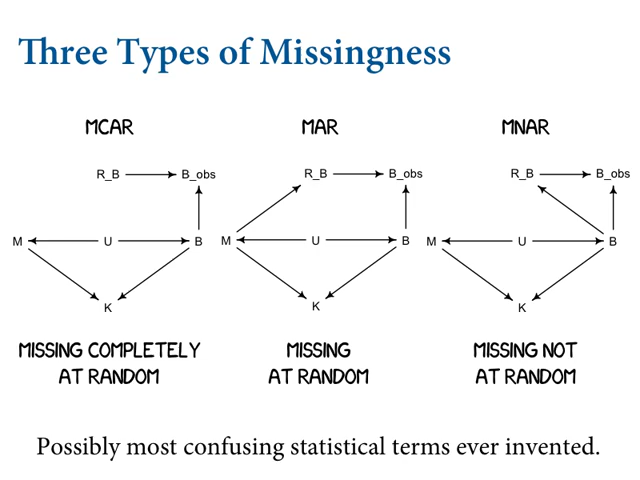 Three Types of Missingness
MCAR MAR MNAR
R_B B_obs R_B B_obs R_B B_obs
M U B M U B M U B
K K K
MISSING COMPLETELY MISSING MISSING NOT
AT RANDOM AT RANDOM AT RANDOM
Possibly most confusing statistical terms ever invented.